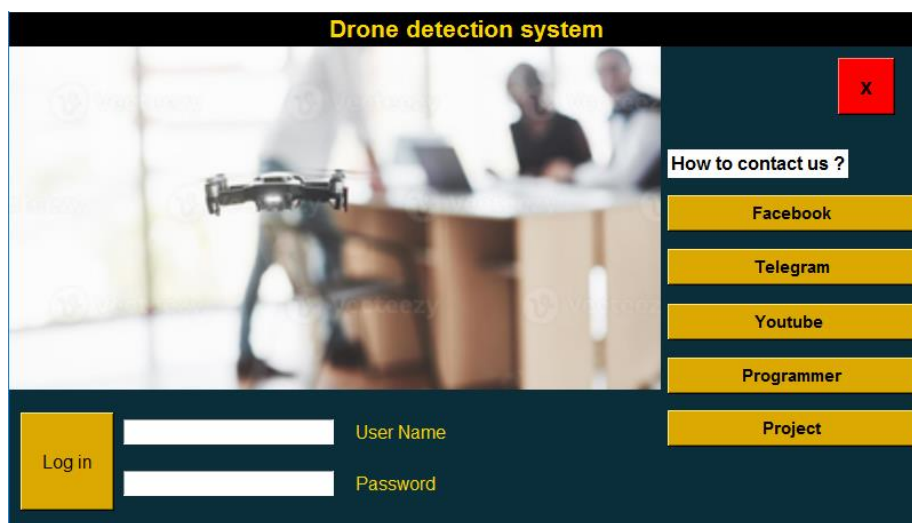 Drone detection system
X
How to contact us ?
Facebook
Telegram
Youtube
Programmer
Project
Log in
User Name
Password